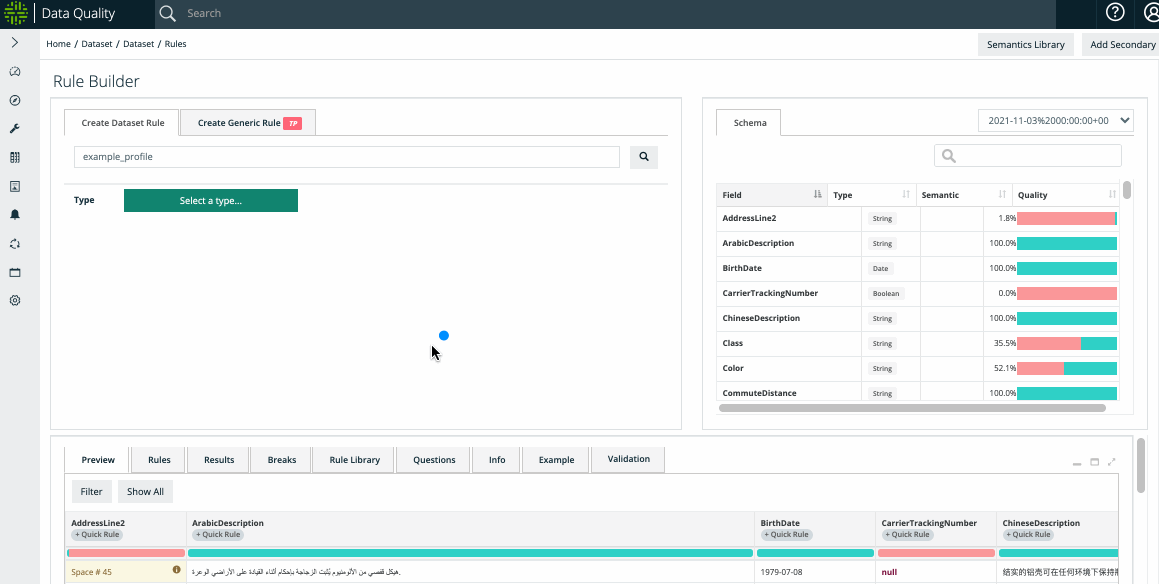 Data Quality
Search
Home / Dataset / Dataset / Rules
Semantics Library
Add Secondary
Rule Builder
Create Dataset Rule
Create Generic Rule TP
example_profile
Type
Select a type...
Schema
2021-11-03%2000:00:00+00
Field Type Semantic Quality
AddressLine2 String 1.8%
ArabicDescription String 100.0%
BirthDate Date 100.0%
CarrierTrackingNumber Boolean 0.0%
ChineseDescription String 100.0%
Class String 35.5%
Color String 52.1%
CommuteDistance String 100.0%
Preview Rules Results Breaks Rule Library Questions Info Example Validation
Filter Show All
AddressLine2 ArabicDescription BirthDate CarrierTrackingNumber ChineseDescription
+ Quick Rule + Quick Rule + Quick Rule + Quick Rule + Quick Rule
Space # 45 هيكل قفصي من الألومنيوم يُثبت الزجاجة بإحكام أثناء القيادة على الأراضي الوعرة. 1979-07-08 null 结实的铝壳可在任何环境下保持